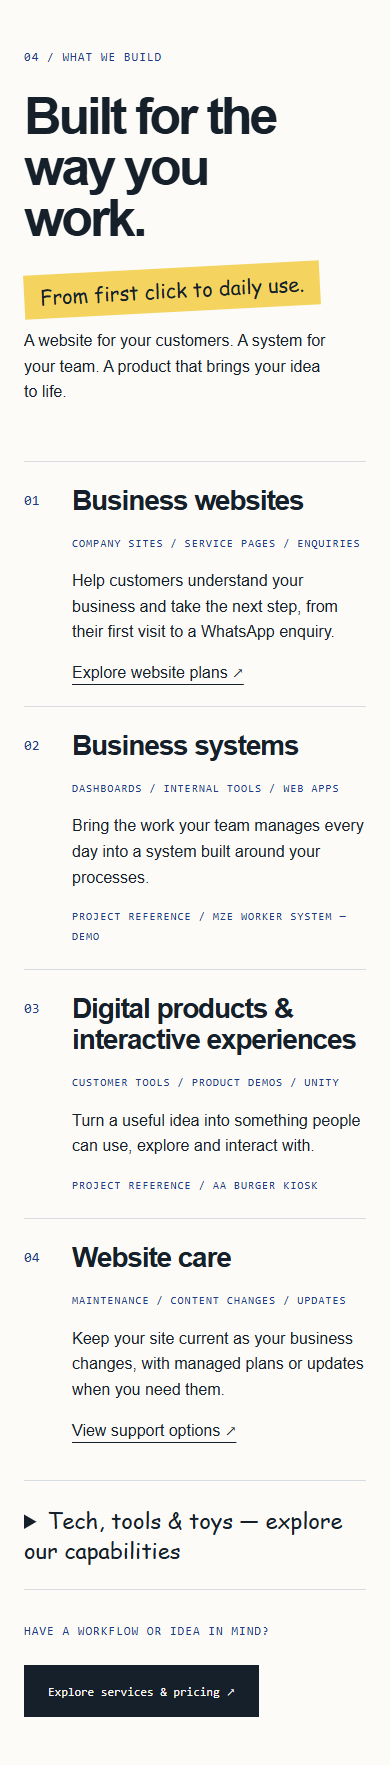 04 / WHAT WE BUILD
Built for the
way you
work.
From first click to daily use.
A website for your customers. A system for
your team. A product that brings your idea
to life.
01
Business websites
COMPANY SITES / SERVICE PAGES / ENQUIRIES
Help customers understand your
business and take the next step, from
their first visit to a WhatsApp enquiry.
Explore website plans ↗
02
Business systems
DASHBOARDS / INTERNAL TOOLS / WEB APPS
Bring the work your team manages every
day into a system built around your
processes.
PROJECT REFERENCE / MZE WORKER SYSTEM —
DEMO
03
Digital products &
interactive experiences
CUSTOMER TOOLS / PRODUCT DEMOS / UNITY
Turn a useful idea into something people
can use, explore and interact with.
PROJECT REFERENCE / AA BURGER KIOSK
04
Website care
MAINTENANCE / CONTENT CHANGES / UPDATES
Keep your site current as your business
changes, with managed plans or updates
when you need them.
View support options ↗
▶ Tech, tools & toys — explore
our capabilities
HAVE A WORKFLOW OR IDEA IN MIND?
Explore services & pricing ↗